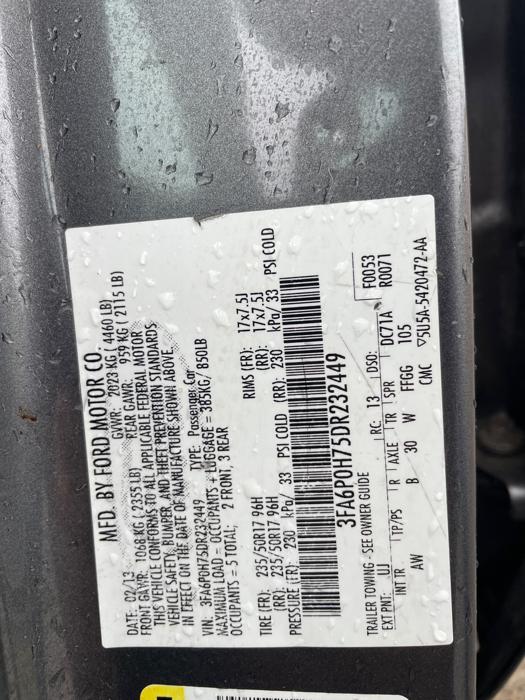 MFD. BY FORD MOTOR CO.
DATE: 02/13 GVWR: 2023 KG ( 4460 LB)
FRONT GAWR: 1068 KG ( 2355 LB) REAR GAWR: 959 KG ( 2115 LB)
THIS VEHICLE CONFORMS TO ALL APPLICABLE FEDERAL MOTOR
VEHICLE SAFETY, BUMPER, AND THEFT PREVENTION STANDARDS
IN EFFECT ON THE DATE OF MANUFACTURE SHOWN ABOVE.
VIN: 3FA6P0H75DR232449 TYPE: Passenger Car
MAXIMUM LOAD = OCCUPANTS + LUGGAGE = 385KG/ 850LB
OCCUPANTS = 5 TOTAL; 2 FRONT, 3 REAR
TIRE (FR): 235/50R17 96H RIMS (FR): 17x7.5J
(RR): 235/50R17 96H (RR): 17x7.5J
PRESSURE (FR): 230 kPa/ 33 PSI COLD (RR): 230 kPa/ 33 PSI COLD
3FA6P0H75DR232449
TRAILER TOWING - SEE OWNER GUIDE
F0053
R0071
EXT PNT: UJ RC: 13 DSO:
INT TR TP/PS R AXLE TR SPR DC71A
AW B 30 W FFGG 105
CMC ▽5U5A-5420472-AA